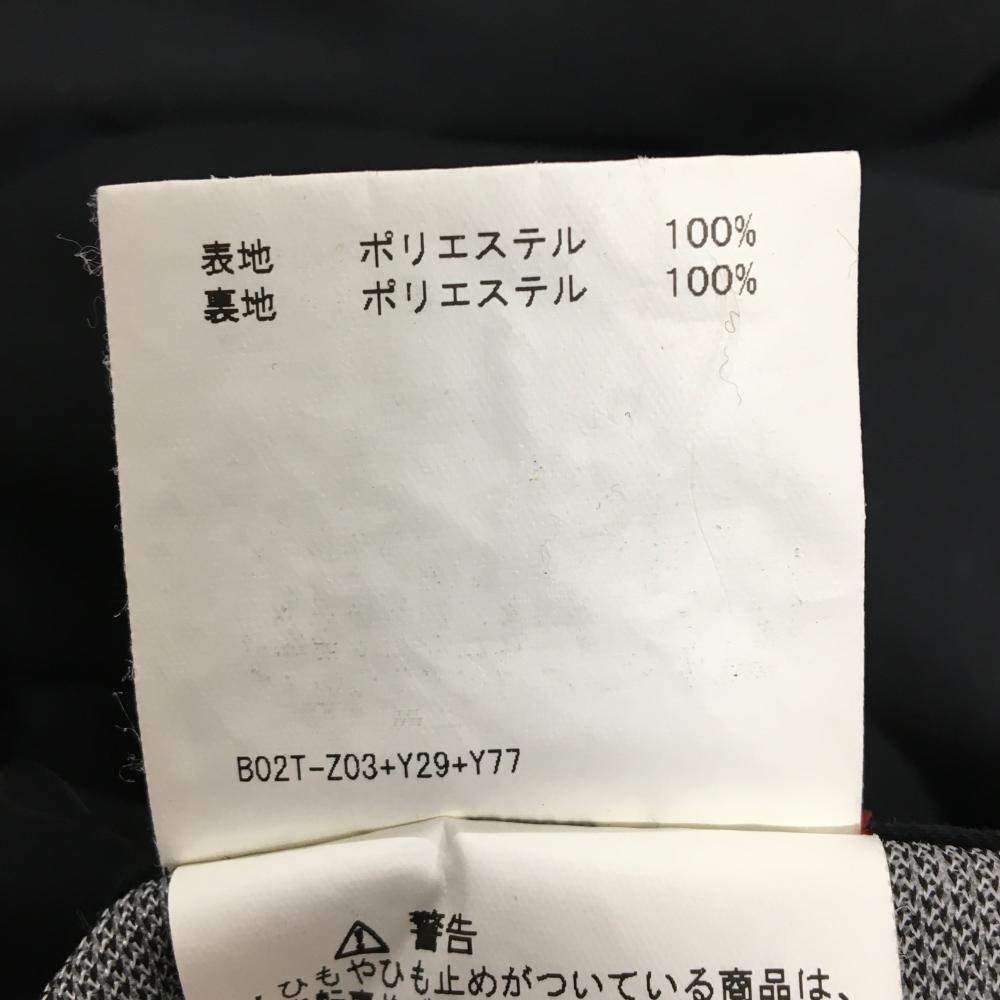 表地 ポリエステル 100%
裏地 ポリエステル 100%
B02T-Z03+Y29+Y77
警告
ひもやひも止めがついている商品は、